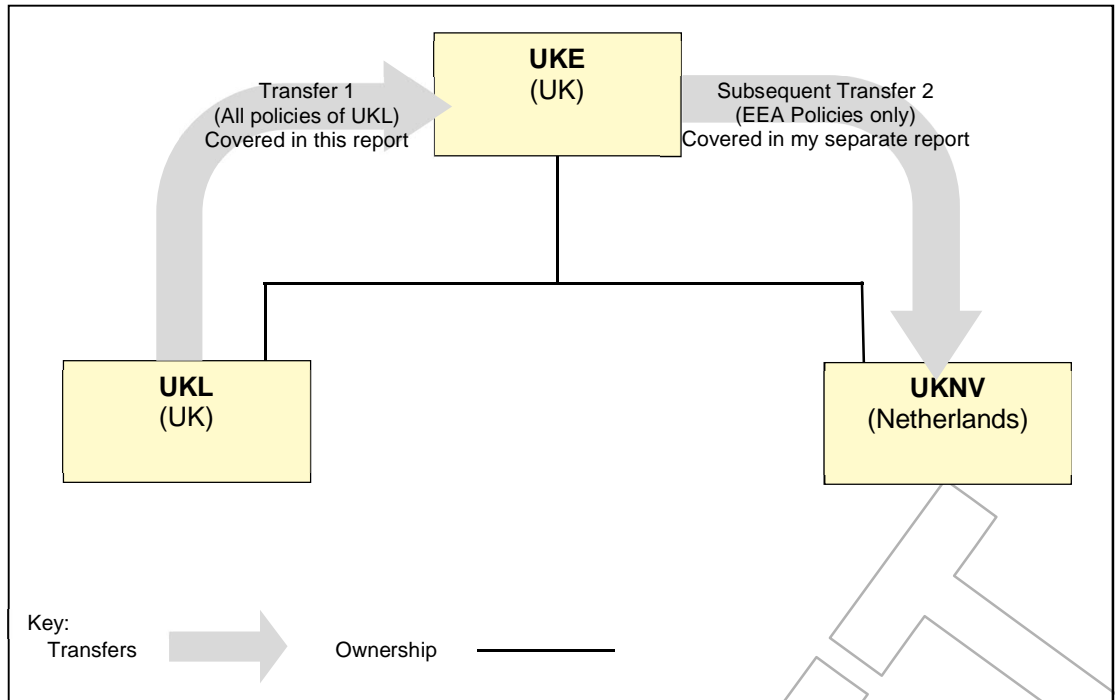 UKE
(UK)
Transfer 1
(All policies of UKL)
Covered in this report
Subsequent Transfer 2
(EEA Policies only)
Covered in my separate report
UKL
(UK)
UKNV
(Netherlands)
Key:
Transfers
Ownership